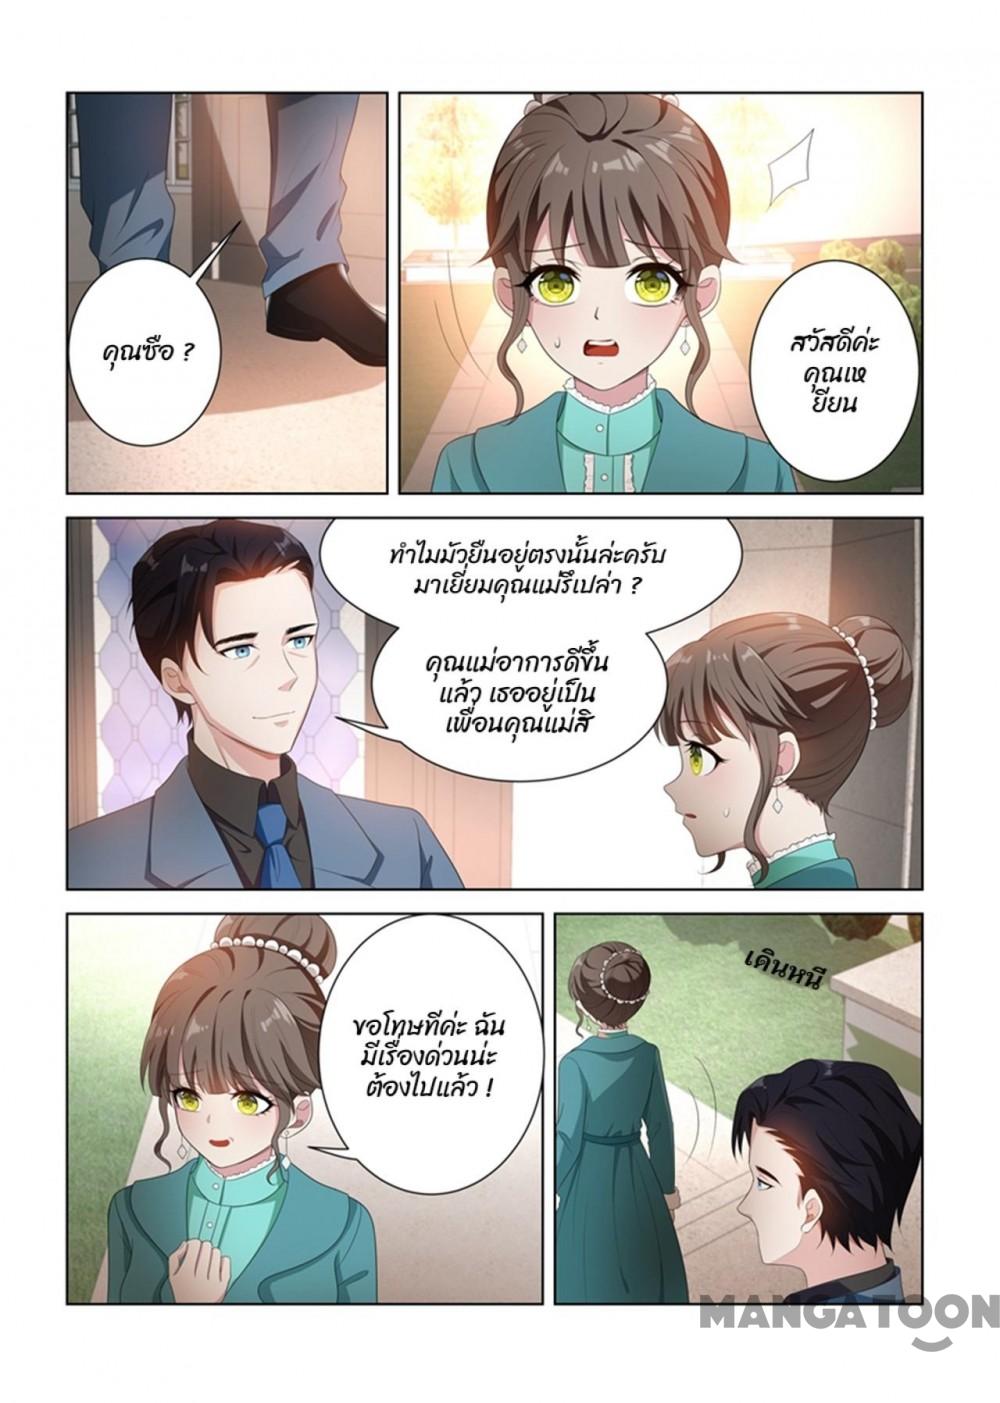 คุณซือ ?
สวัสดีค่ะ
คุณเห
ยียน
ทำไมมัวยืนอยู่ตรงนั้นล่ะครับ
มาเยี่ยมคุณแม่รึเปล่า ?
คุณแม่อาการดีขึ้น
แล้ว เธออยู่เป็น
เพื่อนคุณแม่สิ
ขอโทษทีค่ะ ฉัน
มีเรื่องด่วนน่ะ
ต้องไปแล้ว !
เดินหนี
MANGATOON